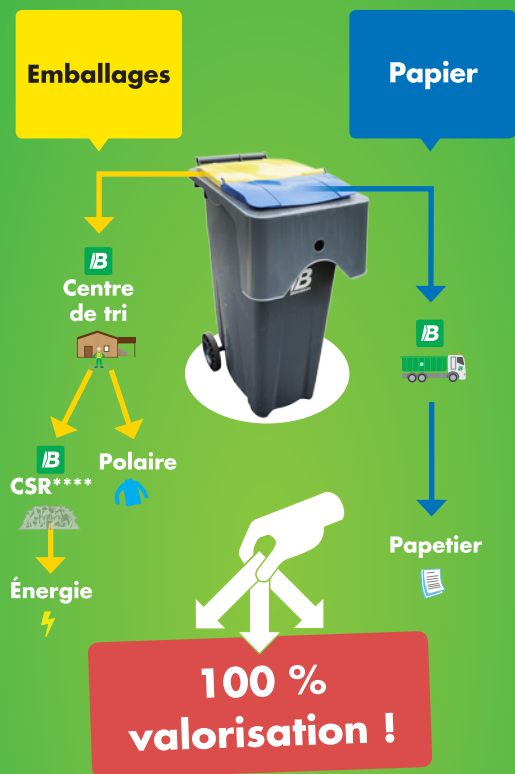 Emballages
Papier
B
Centre
de tri
B
B
CSR****
Polaire
Énergie
Papetier
B
100 %
valorisation !